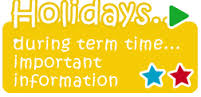 Holidays..
during term time...
important
information